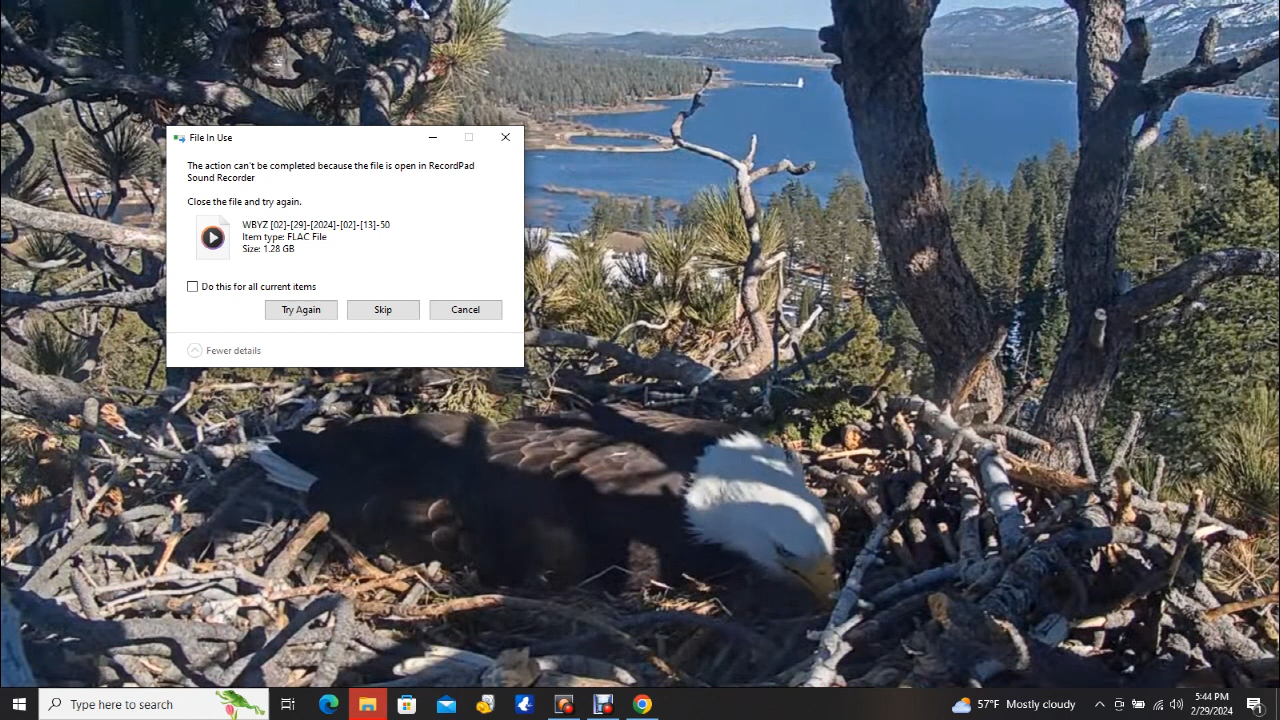 File In Use
The action can't be completed because the file is open in RecordPad
Sound Recorder
Close the file and try again.
WBYZ [02]-[29]-[2024]-[02]-[13]-50
Item type: FLAC File
Size: 1.28 GB
Do this for all current items
Try Again
Skip
Cancel
Fewer details
Type here to search
57°F Mostly cloudy
5:44 PM
2/29/2024
1